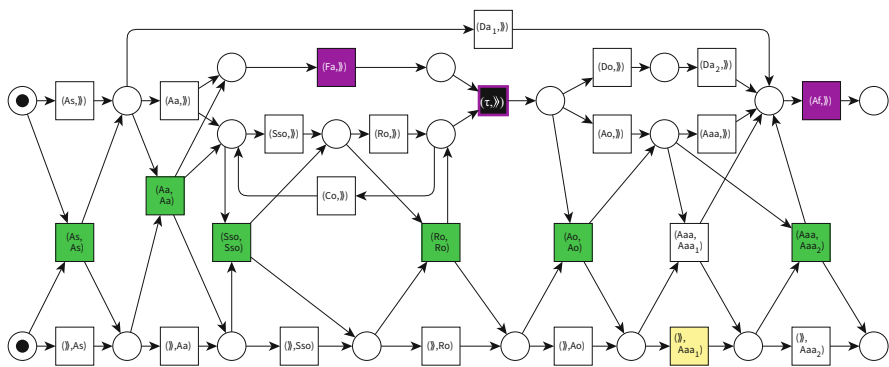 (Da₁,⟫)
(As,⟫)
(Aa,⟫)
(Fa,⟫)
(Do,⟫)
(Da₂,⟫)
(τ,⟫)
(Af,⟫)
(Sso,⟫)
(Ro,⟫)
(Ao,⟫)
(Aaa,⟫)
(Co,⟫)
(Aa,
Aa)
(As,
As)
(Sso,
Sso)
(Ro,
Ro)
(Ao,
Ao)
(Aaa,
Aaa₁)
(Aaa,
Aaa₂)
(⟫,As)
(⟫,Aa)
(⟫,Sso)
(⟫,Ro)
(⟫,Ao)
(⟫,
Aaa₁)
(⟫,
Aaa₂)